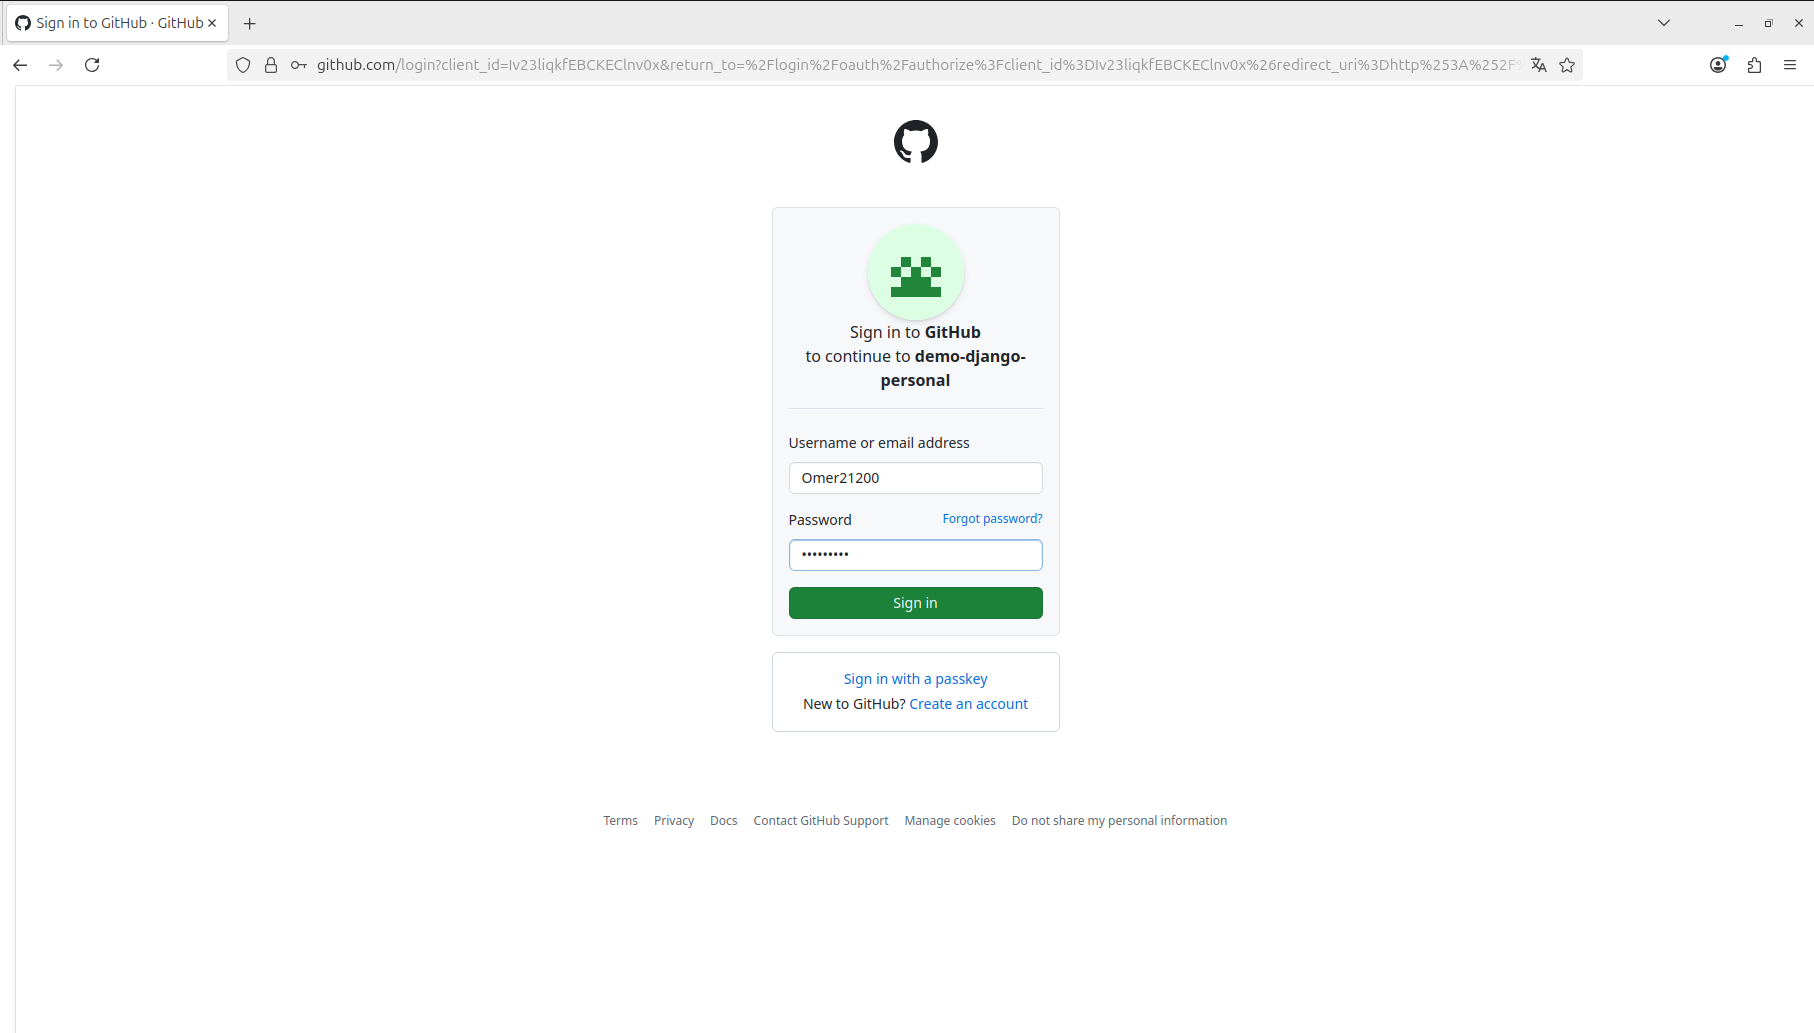 Sign in to GitHub · GitHub
github.com/login?client_id=Iv23liqkfEBCKEClnv0x&return_to=%2Flogin%2Foauth%2Fauthorize%3Fclient_id%3DIv23liqkfEBCKEClnv0x%26redirect_uri%3Dhttp%253A%252F
Sign in to GitHub
to continue to demo-django-
personal
Username or email address
Omer21200
Password Forgot password?
•••••••••
Sign in
Sign in with a passkey
New to GitHub? Create an account
Terms Privacy Docs Contact GitHub Support Manage cookies Do not share my personal information